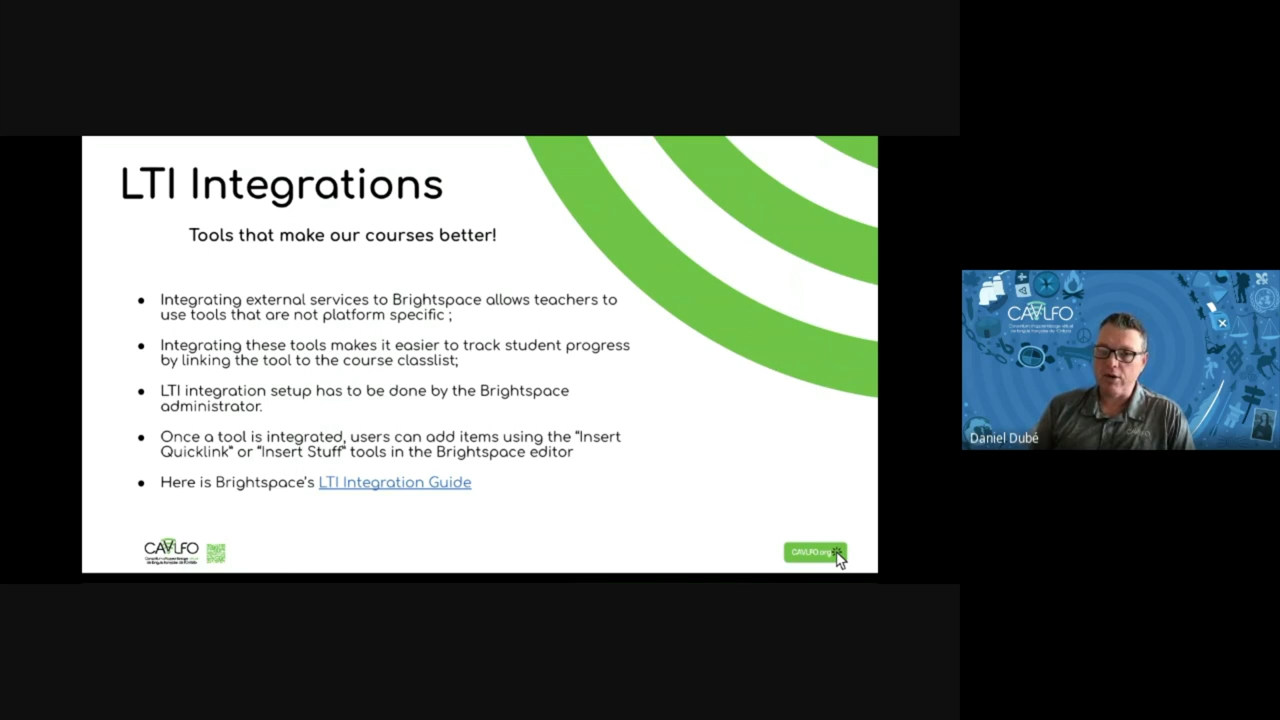 LTI Integrations
Tools that make our courses better!
● Integrating external services to Brightspace allows teachers to
use tools that are not platform specific ;
● Integrating these tools makes it easier to track student progress
by linking the tool to the course classlist;
● LTI integration setup has to be done by the Brightspace
administrator.
● Once a tool is integrated, users can add items using the “Insert
Quicklink” or “Insert Stuff” tools in the Brightspace editor
● Here is Brightspace’s LTI Integration Guide
CAVLFO
CAVLFO.org
CAVLFO
Daniel Dubé